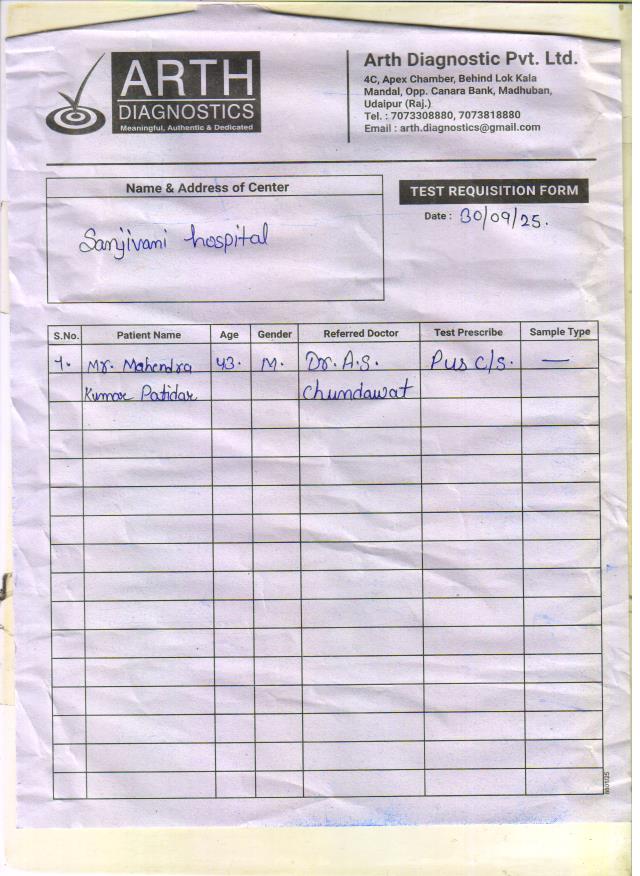 ARTH
DIAGNOSTICS
Meaningful, Authentic & Dedicated
Arth Diagnostic Pvt. Ltd.
4C, Apex Chamber, Behind Lok Kala
Mandal, Opp. Canara Bank, Madhuban,
Udaipur (Raj.)
Tel. : 7073308880, 7073818880
Email : arth.diagnostics@gmail.com
Name & Address of Center
TEST REQUISITION FORM
Date : 30/09/25.
Sanjivani hospital
S.No. Patient Name Age Gender Referred Doctor Test Prescribe Sample Type
1. Mr. Mahendra 43. M. Dr. A.S. Pus c/s. —
Kumar Patidar Chundawat